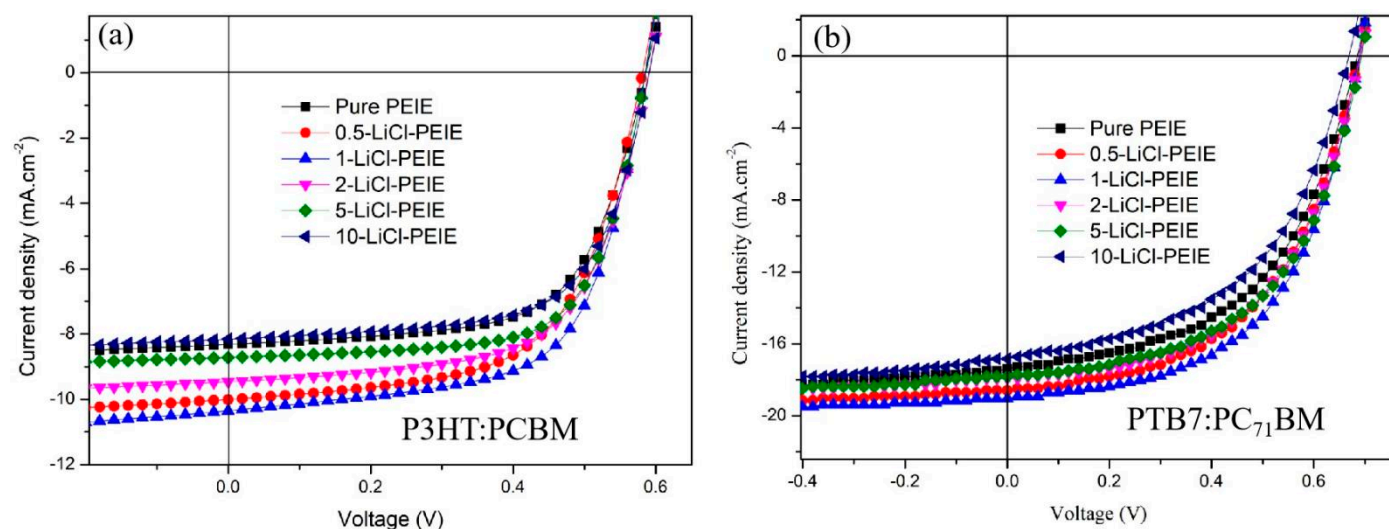 (a)
Current density (mA.cm⁻²)
0
-2
-4
-6
-8
-10
-12
Pure PEIE
0.5-LiCl-PEIE
1-LiCl-PEIE
2-LiCl-PEIE
5-LiCl-PEIE
10-LiCl-PEIE
P3HT:PCBM
0.0 0.2 0.4 0.6
Voltage (V)
(b)
Current density (mA.cm⁻²)
0
-4
-8
-12
-16
-20
Pure PEIE
0.5-LiCl-PEIE
1-LiCl-PEIE
2-LiCl-PEIE
5-LiCl-PEIE
10-LiCl-PEIE
PTB7:PC₇₁BM
-0.4 -0.2 0.0 0.2 0.4 0.6
Voltage (V)